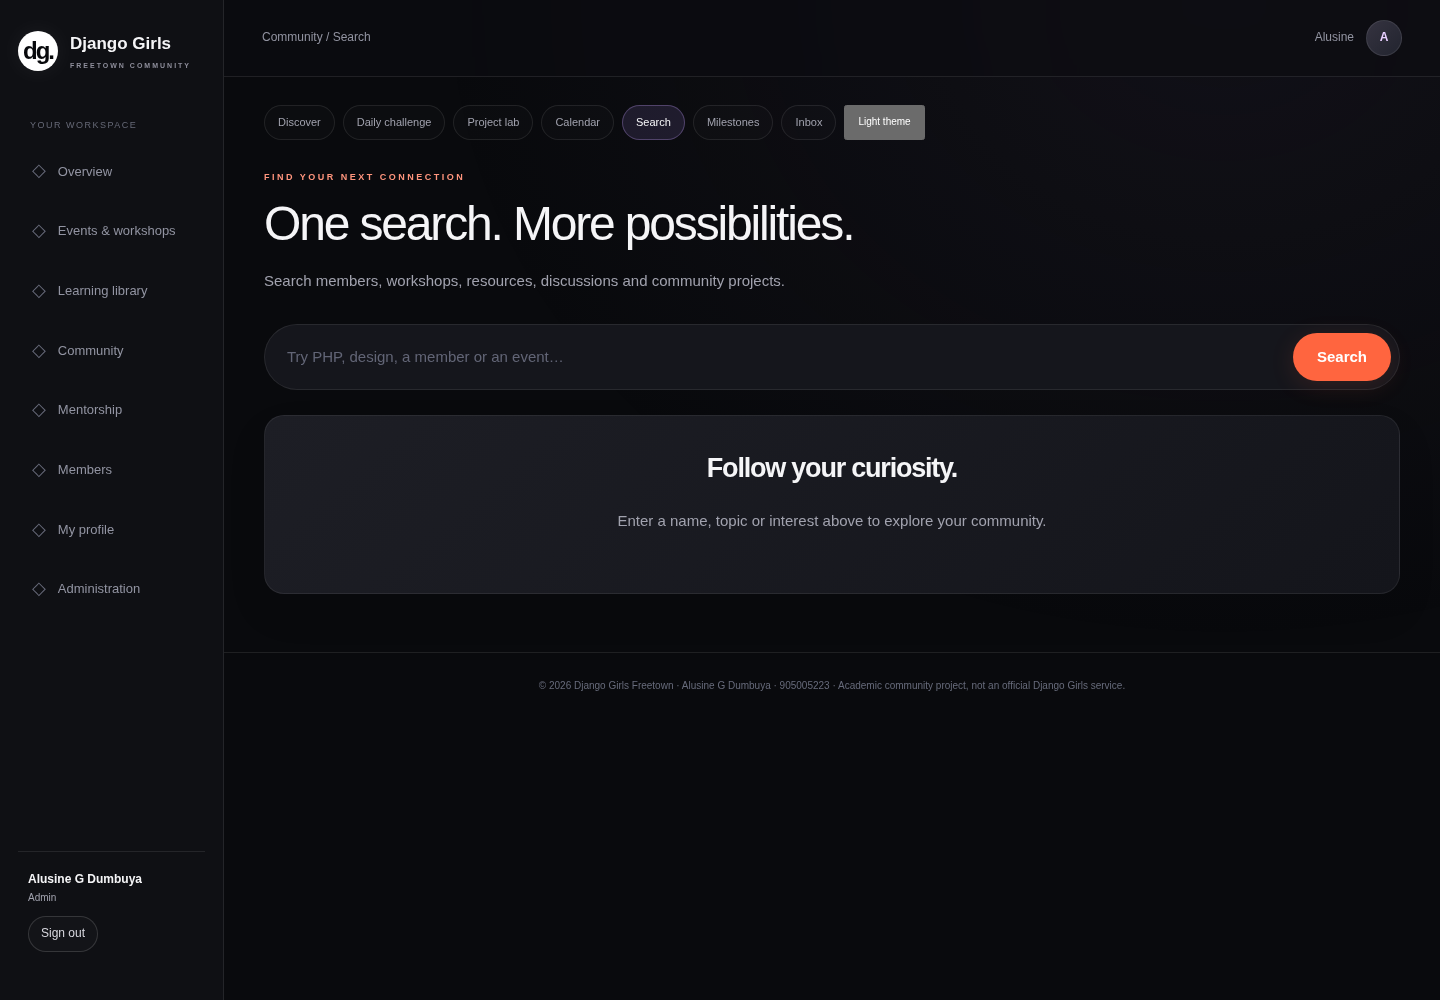 dg.
Django Girls
FREETOWN COMMUNITY
YOUR WORKSPACE
Overview
Events & workshops
Learning library
Community
Mentorship
Members
My profile
Administration
Alusine G Dumbuya
Admin
Sign out
Community / Search
Alusine
A
Discover
Daily challenge
Project lab
Calendar
Search
Milestones
Inbox
Light theme
FIND YOUR NEXT CONNECTION
One search. More possibilities.
Search members, workshops, resources, discussions and community projects.
Try PHP, design, a member or an event…
Search
Follow your curiosity.
Enter a name, topic or interest above to explore your community.
© 2026 Django Girls Freetown · Alusine G Dumbuya · 905005223 · Academic community project, not an official Django Girls service.